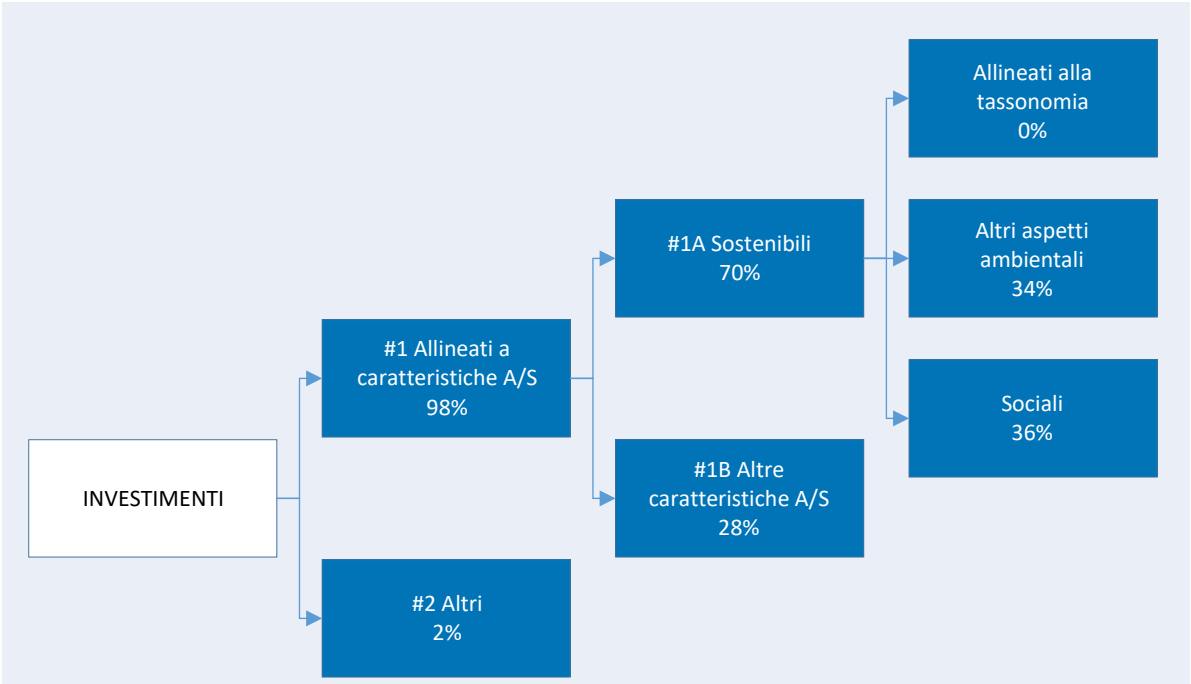 INVESTIMENTI
#1 Allineati a
caratteristiche A/S
98%
#2 Altri
2%
#1A Sostenibili
70%
#1B Altre
caratteristiche A/S
28%
Allineati alla
tassonomia
0%
Altri aspetti
ambientali
34%
Sociali
36%